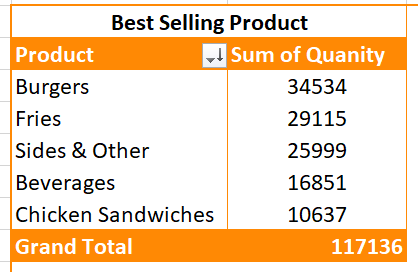 Best Selling Product
Product Sum of Quanity
Burgers 34534
Fries 29115
Sides & Other 25999
Beverages 16851
Chicken Sandwiches 10637
Grand Total 117136